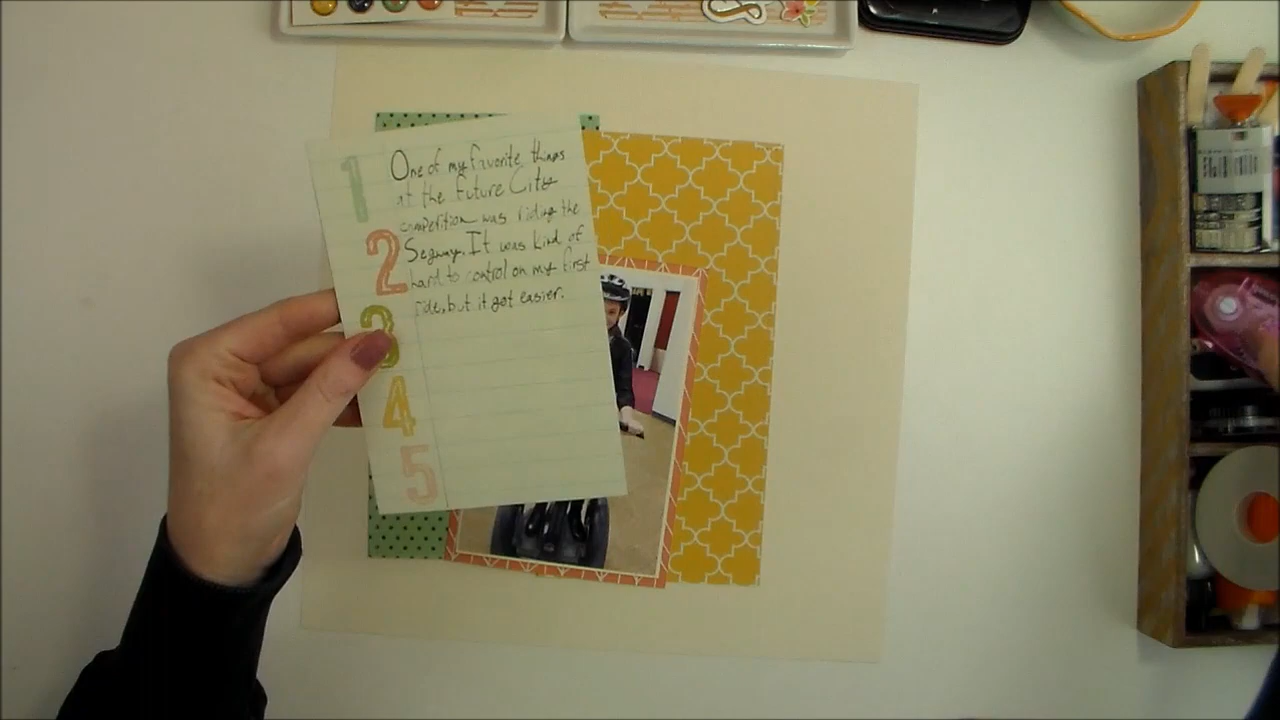 1 One of my favorite things
at the Future City
competition was riding the
2 Segway. It was kind of
hard to control on my first
3 ride, but it got easier.
4
5